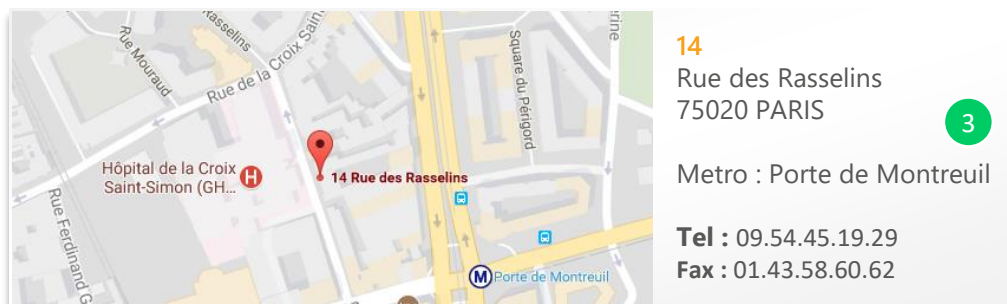 Rasselins
Rue Mouraud
Rue de la Croix Saint
Square du Périgord
Hôpital de la Croix
Saint-Simon (GH...
H
14 Rue des Rasselins
Rue Ferdinand G
M
Porte de Montreuil
14
Rue des Rasselins
75020 PARIS
3
Metro : Porte de Montreuil
Tel : 09.54.45.19.29
Fax : 01.43.58.60.62